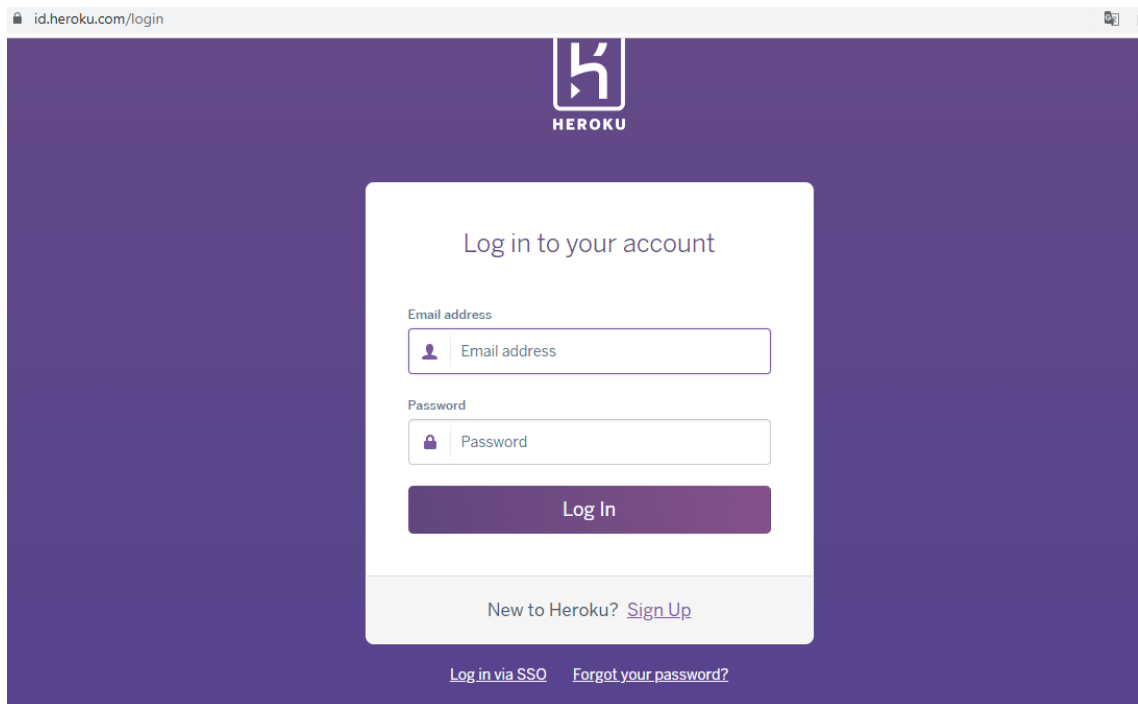 id.heroku.com/login
HEROKU
Log in to your account
Email address
Email address
Password
Password
Log In
New to Heroku? Sign Up
Log in via SSO Forgot your password?